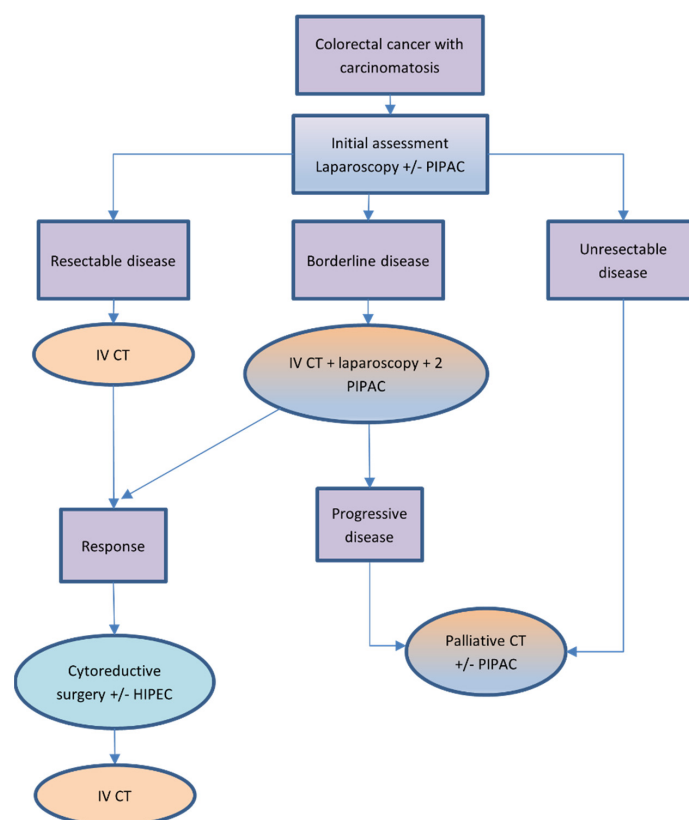 Colorectal cancer with
carcinomatosis
Initial assessment
Laparoscopy +/- PIPAC
Resectable disease
Borderline disease
Unresectable
disease
IV CT
IV CT + laparoscopy + 2
PIPAC
Response
Progressive
disease
Cytoreductive
surgery +/- HIPEC
Palliative CT
+/- PIPAC
IV CT